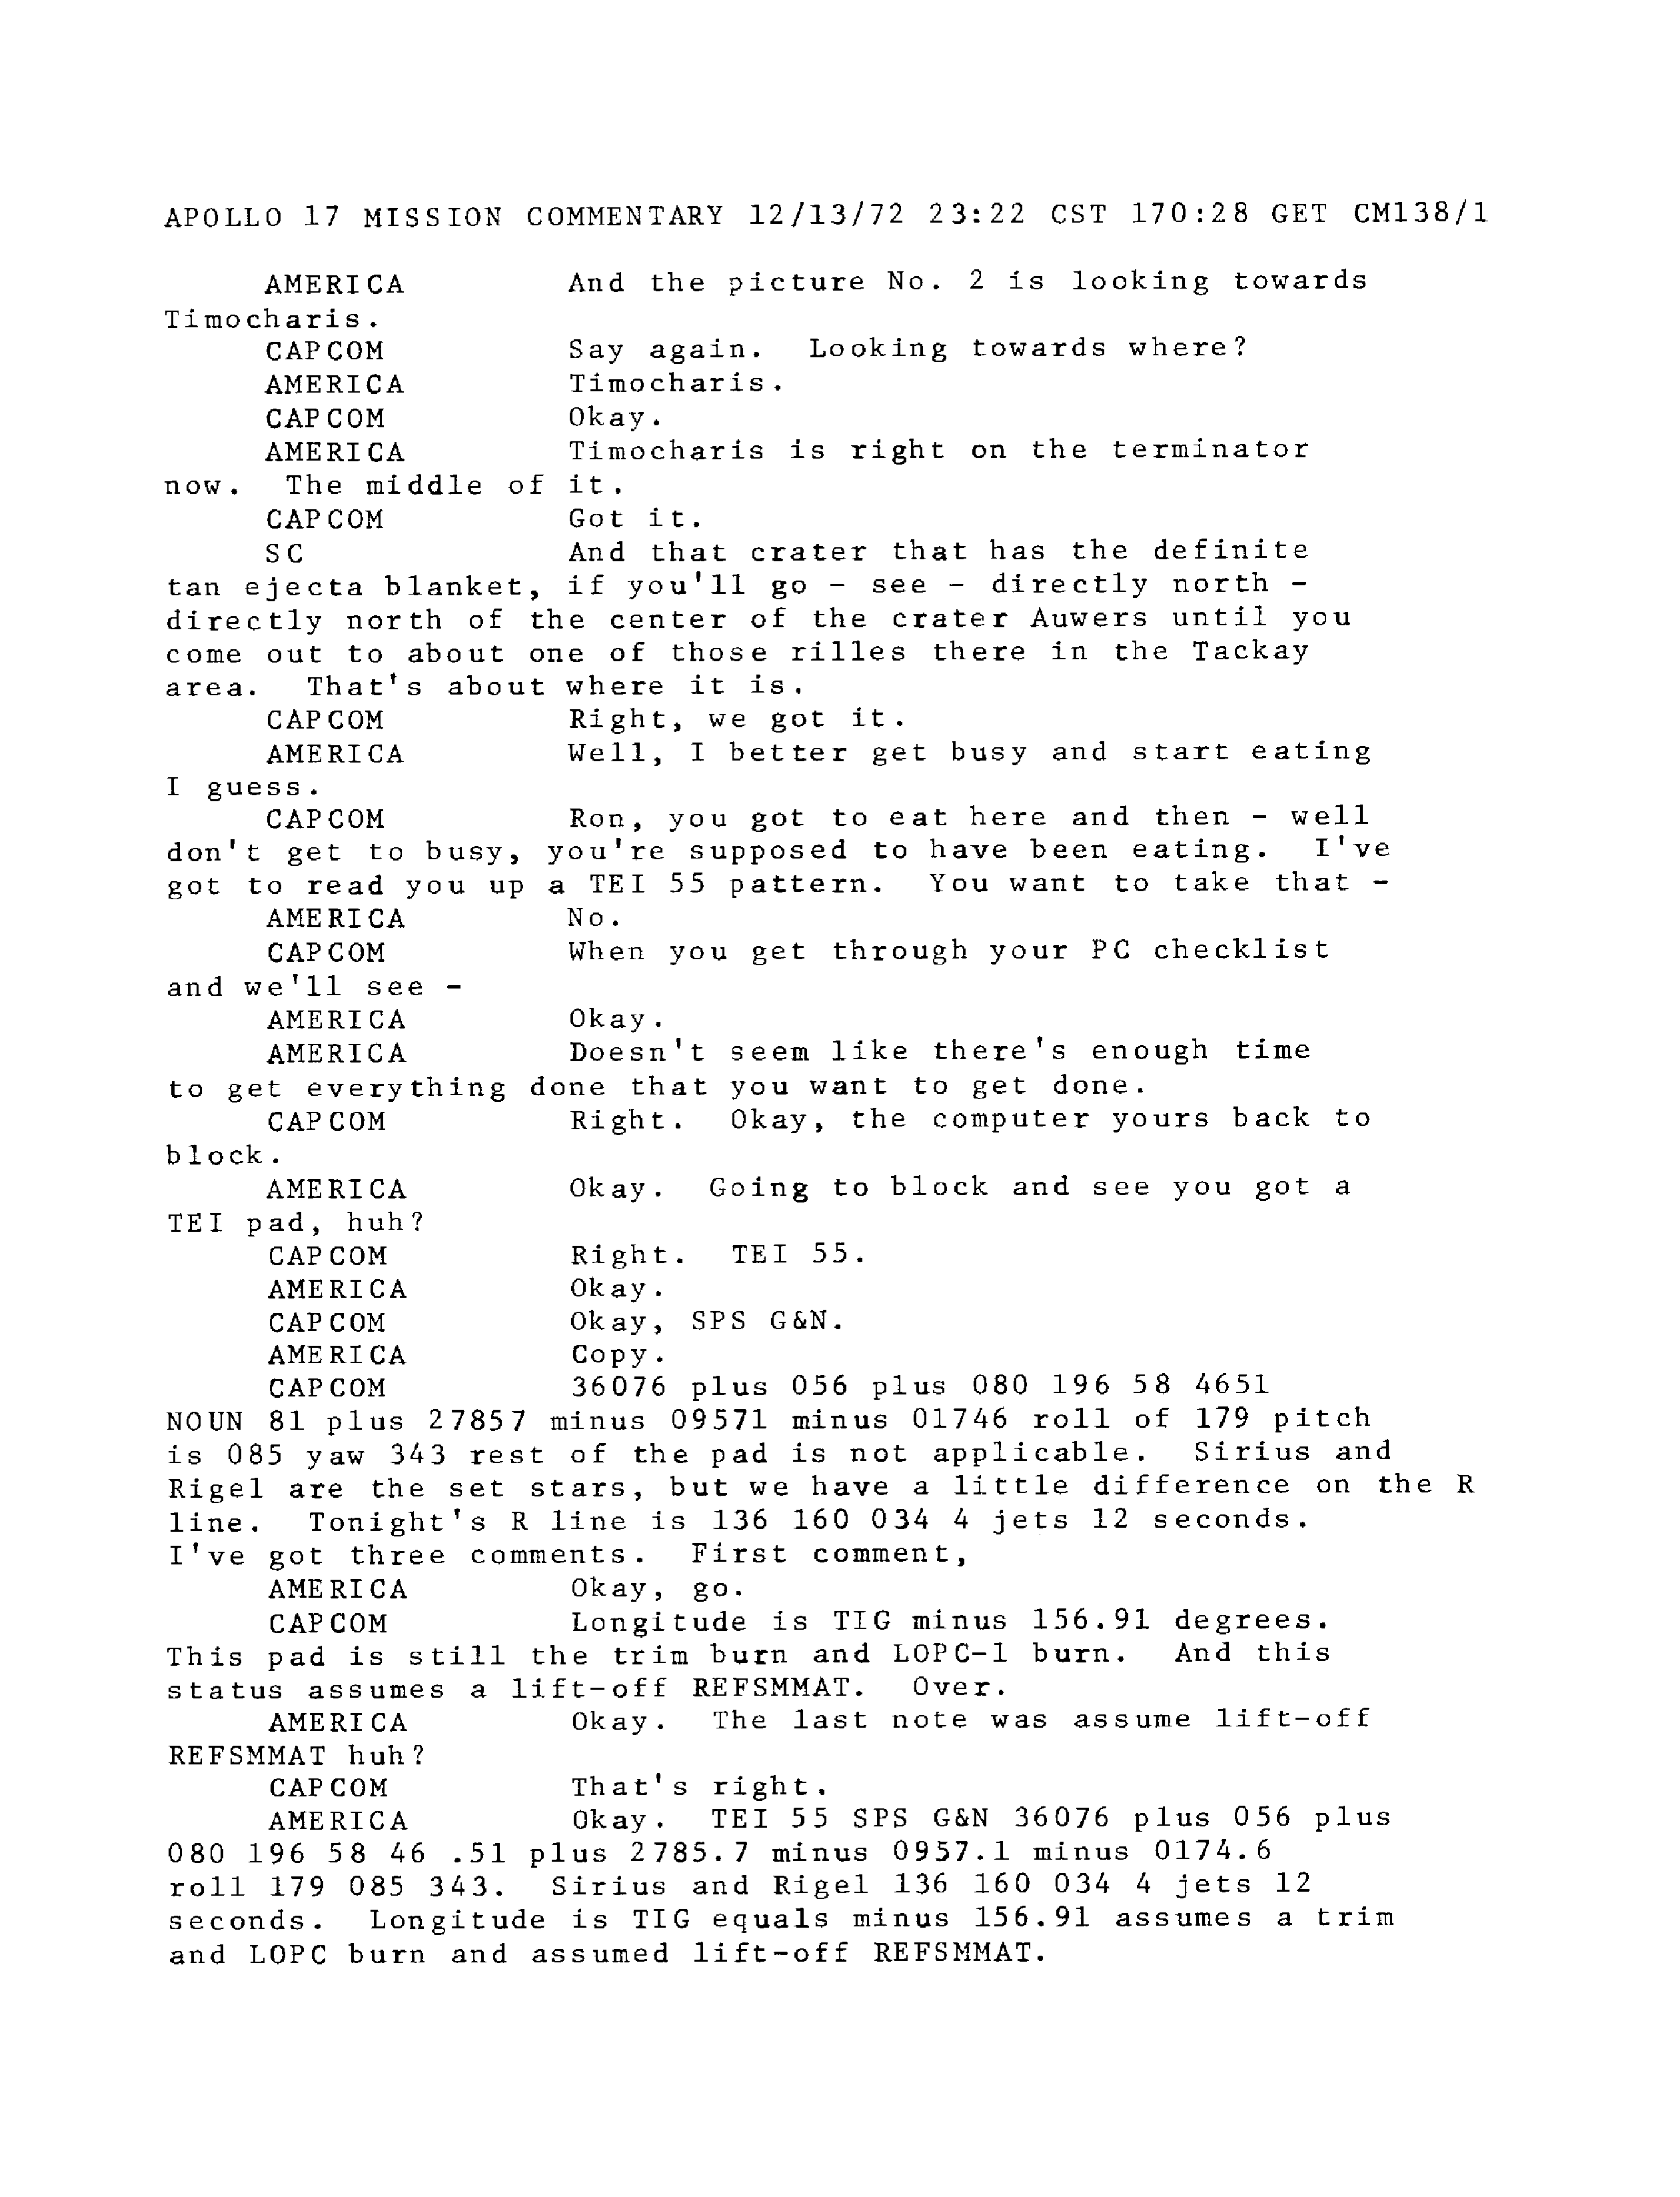 APOLLO 17 MISSION COMMENTARY 12/13/72 23:22 CST 170:28 GET CM138/1
AMERICA And the picture No. 2 is looking towards
Timocharis.
CAPCOM Say again. Looking towards where?
AMERICA Timocharis.
CAPCOM Okay.
AMERICA Timocharis is right on the terminator
now. The middle of it.
CAPCOM Got it.
SC And that crater that has the definite
tan ejecta blanket, if you'll go - see - directly north -
directly north of the center of the crater Auwers until you
come out to about one of those rilles there in the Tackay
area. That's about where it is.
CAPCOM Right, we got it.
AMERICA Well, I better get busy and start eating
I guess.
CAPCOM Ron, you got to eat here and then - well
don't get to busy, you're supposed to have been eating. I've
got to read you up a TEI 55 pattern. You want to take that -
AMERICA No.
CAPCOM When you get through your PC checklist
and we'll see -
AMERICA Okay.
AMERICA Doesn't seem like there's enough time
to get everything done that you want to get done.
CAPCOM Right. Okay, the computer yours back to
block.
AMERICA Okay. Going to block and see you got a
TEI pad, huh?
CAPCOM Right. TEI 55.
AMERICA Okay.
CAPCOM Okay, SPS G&N.
AMERICA Copy.
CAPCOM 36076 plus 056 plus 080 196 58 4651
NOUN 81 plus 27857 minus 09571 minus 01746 roll of 179 pitch
is 085 yaw 343 rest of the pad is not applicable. Sirius and
Rigel are the set stars, but we have a little difference on the R
line. Tonight's R line is 136 160 034 4 jets 12 seconds.
I've got three comments. First comment,
AMERICA Okay, go.
CAPCOM Longitude is TIG minus 156.91 degrees.
This pad is still the trim burn and LOPC-1 burn. And this
status assumes a lift-off REFSMMAT. Over.
AMERICA Okay. The last note was assume lift-off
REFSMMAT huh?
CAPCOM That's right.
AMERICA Okay. TEI 55 SPS G&N 36076 plus 056 plus
080 196 58 46 .51 plus 2785.7 minus 0957.1 minus 0174.6
roll 179 085 343. Sirius and Rigel 136 160 034 4 jets 12
seconds. Longitude is TIG equals minus 156.91 assumes a trim
and LOPC burn and assumed lift-off REFSMMAT.